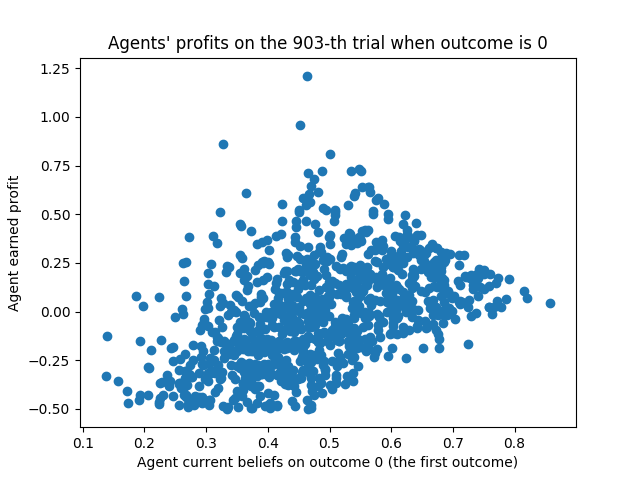 Agents' profits on the 903-th trial when outcome is 0
1.25
1.00
0.75
0.50
0.25
0.00
−0.25
−0.50
Agent earned profit
0.1 0.2 0.3 0.4 0.5 0.6 0.7 0.8
Agent current beliefs on outcome 0 (the first outcome)